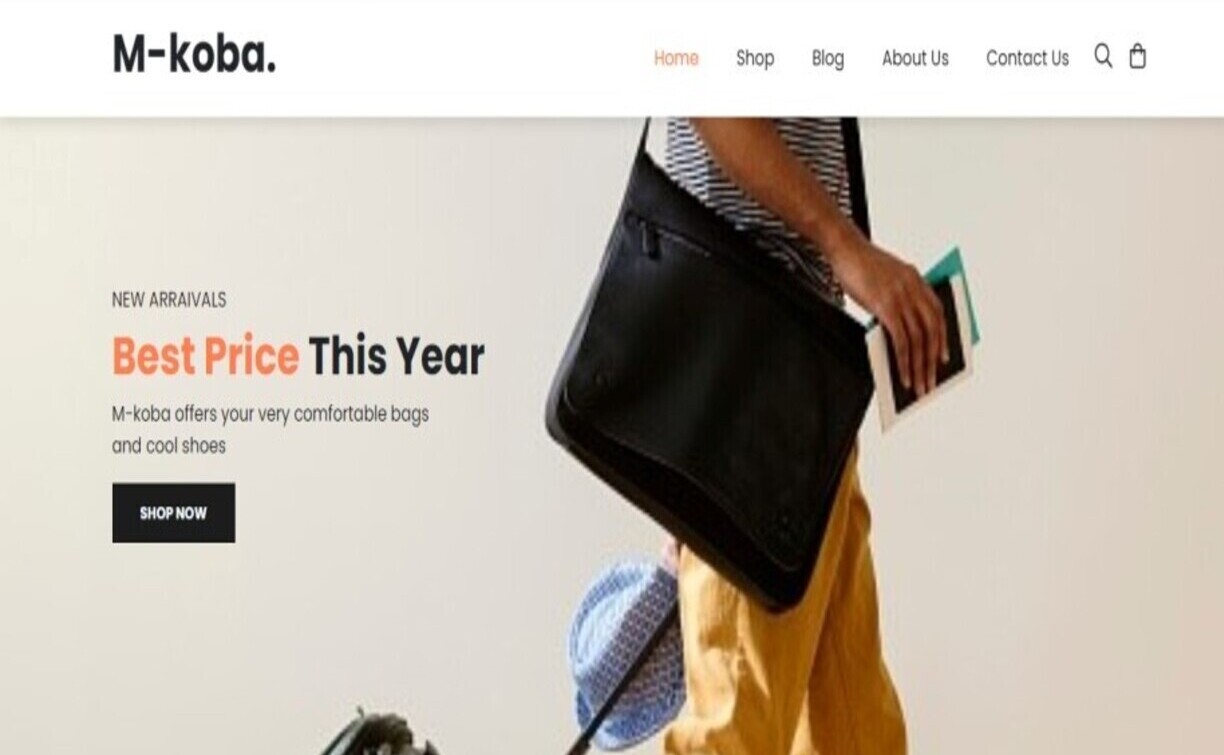 M-koba.
Home Shop Blog About Us Contact Us
NEW ARRAIVALS
Best Price This Year
M-koba offers your very comfortable bags
and cool shoes
SHOP NOW